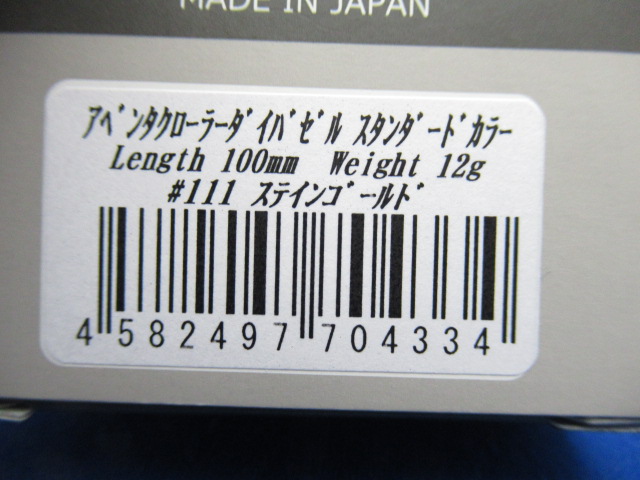 MADE IN JAPAN
ｱﾍﾞﾝﾀｸﾛｰﾗｰﾀﾞｲﾊﾞｾﾞﾙ ｽﾀﾝﾀﾞｰﾄﾞｶﾗｰ
Length 100mm Weight 12g
#111 ｽﾃｲﾝｺﾞｰﾙﾄﾞ
4 582497 704334